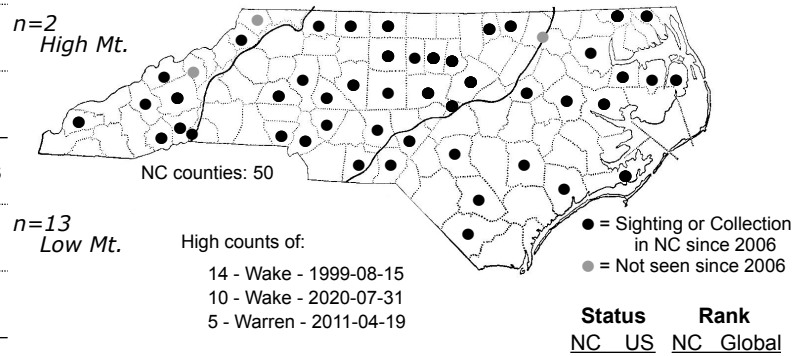 n=2
High Mt.
NC counties: 50
n=13
Low Mt.
High counts of:
14 - Wake - 1999-08-15
10 - Wake - 2020-07-31
5 - Warren - 2011-04-19
● = Sighting or Collection
in NC since 2006
● = Not seen since 2006
Status Rank
NC US NC Global